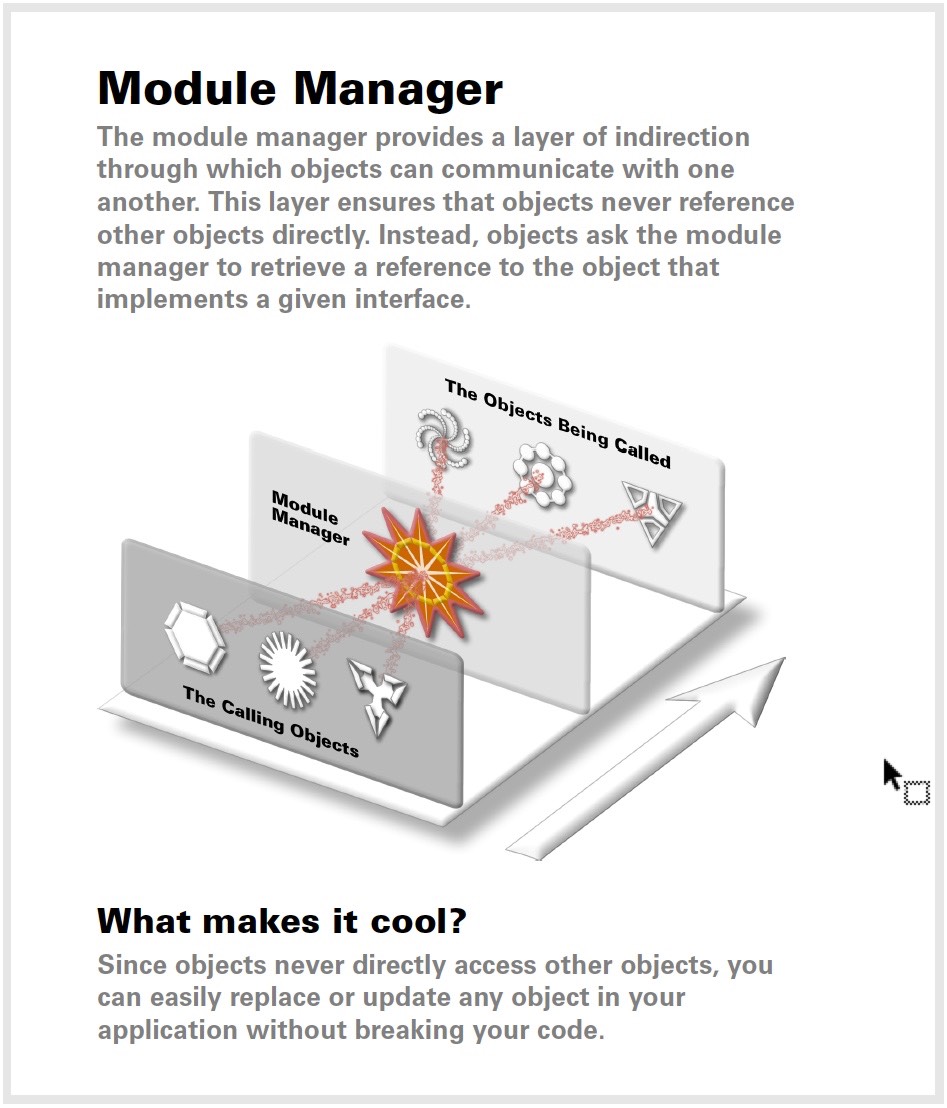 Module Manager
The module manager provides a layer of indirection
through which objects can communicate with one
another. This layer ensures that objects never reference
other objects directly. Instead, objects ask the module
manager to retrieve a reference to the object that
implements a given interface.
The Objects Being Called
Module
Manager
The Calling Objects
What makes it cool?
Since objects never directly access other objects, you
can easily replace or update any object in your
application without breaking your code.